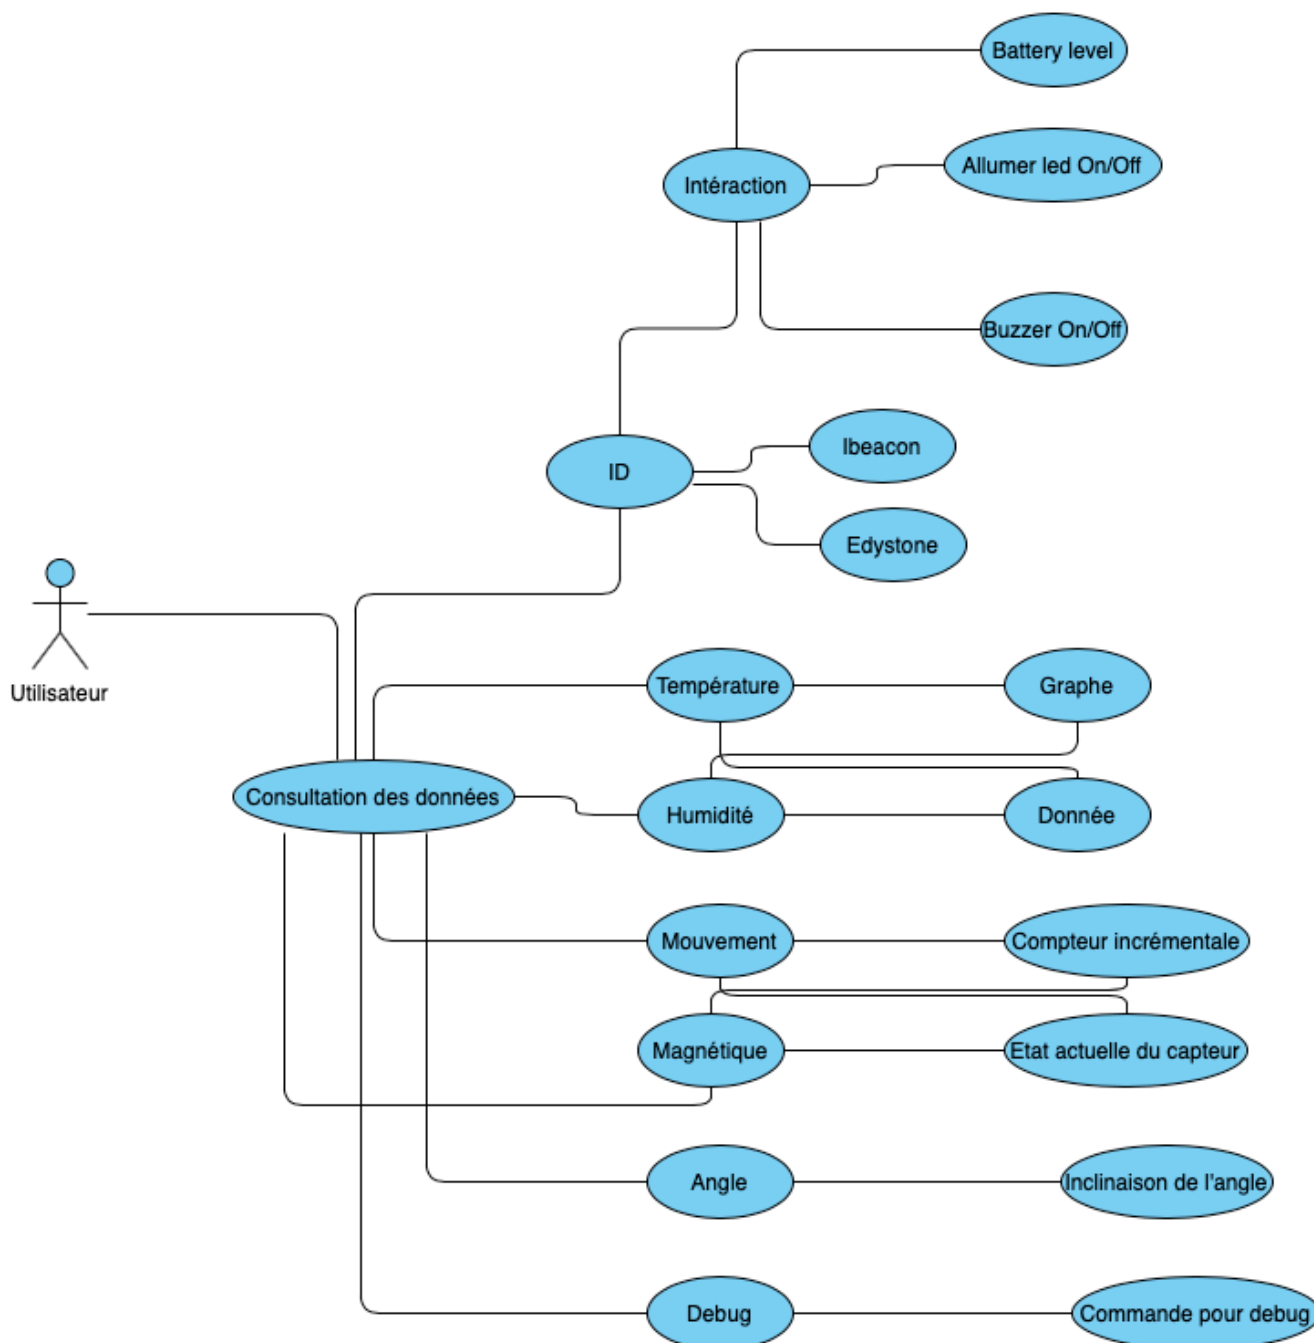 Battery level
Allumer led On/Off
Intéraction
Buzzer On/Off
Ibeacon
ID
Edystone
Utilisateur
Température
Graphe
Consultation des données
Humidité
Donnée
Mouvement
Compteur incrémentale
Magnétique
Etat actuelle du capteur
Angle
Inclinaison de l'angle
Debug
Commande pour debug